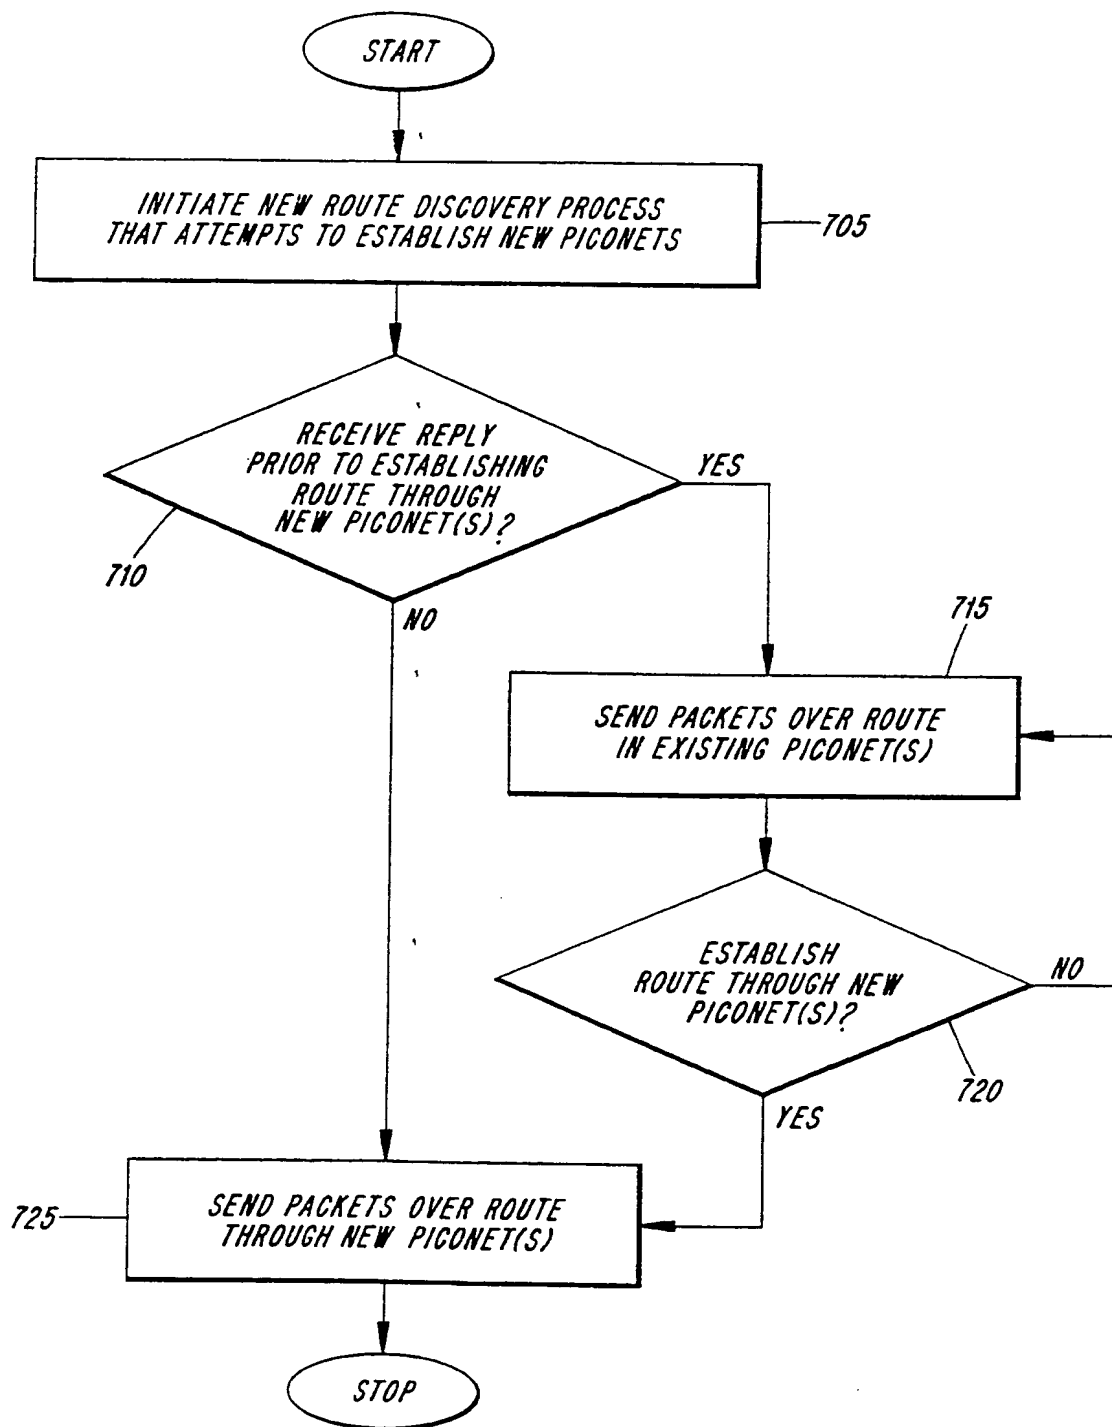 START
INITIATE NEW ROUTE DISCOVERY PROCESS
THAT ATTEMPTS TO ESTABLISH NEW PICONETS
705
RECEIVE REPLY
PRIOR TO ESTABLISHING
ROUTE THROUGH
NEW PICONET(S)?
YES
710
NO
715
SEND PACKETS OVER ROUTE
IN EXISTING PICONET(S)
ESTABLISH
ROUTE THROUGH NEW
PICONET(S)?
NO
720
YES
725
SEND PACKETS OVER ROUTE
THROUGH NEW PICONET(S)
STOP